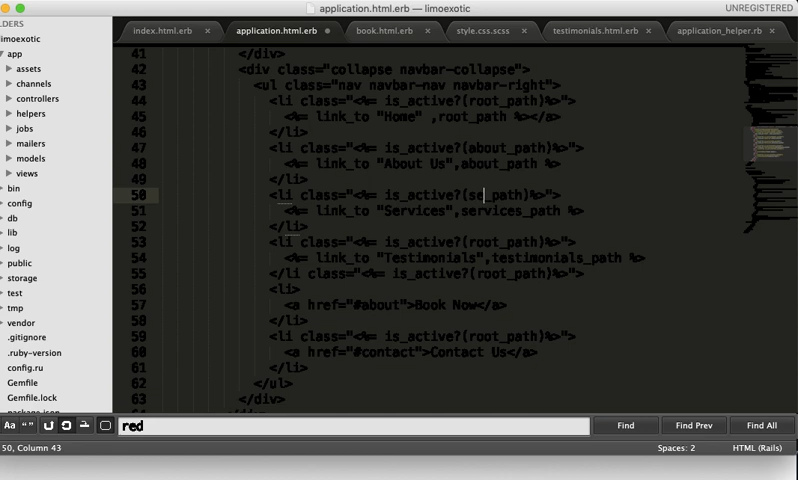 application.html.erb — limoexotic
UNREGISTERED
LDERS
limoexotic
app
assets
channels
controllers
helpers
jobs
mailers
models
views
bin
config
db
lib
log
public
storage
test
tmp
vendor
.gitignore
.ruby-version
config.ru
Gemfile
Gemfile.lock
package.json
index.html.erb × application.html.erb • book.html.erb × style.css.scss × testimonials.html.erb × application_helper.rb ×
41 </div>
42 <div class="collapse navbar-collapse">
43 <ul class="nav navbar-nav navbar-right">
44 <li class="<%= is_active?(root_path)%>">
45 <%= link_to "Home" ,root_path %></a>
46 </li>
47 <li class="<%= is_active?(about_path)%>">
48 <%= link_to "About Us",about_path %>
49 </li>
50 <li class="<%= is_active?(se_path)%>">
51 <%= link_to "Services",services_path %>
52 </li>
53 <li class="<%= is_active?(root_path)%>">
54 <%= link_to "Testimonials",testimonials_path %>
55 </li class="<%= is_active?(root_path)%>">
56 <li>
57 <a href="#about">Book Now</a>
58 </li>
59 <li class="<%= is_active?(root_path)%>">
60 <a href="#contact">Contact Us</a>
61 </li>
62 </ul>
63 </div>
Aa “ ” red Find Find Prev Find All
50, Column 43 Spaces: 2 HTML (Rails)